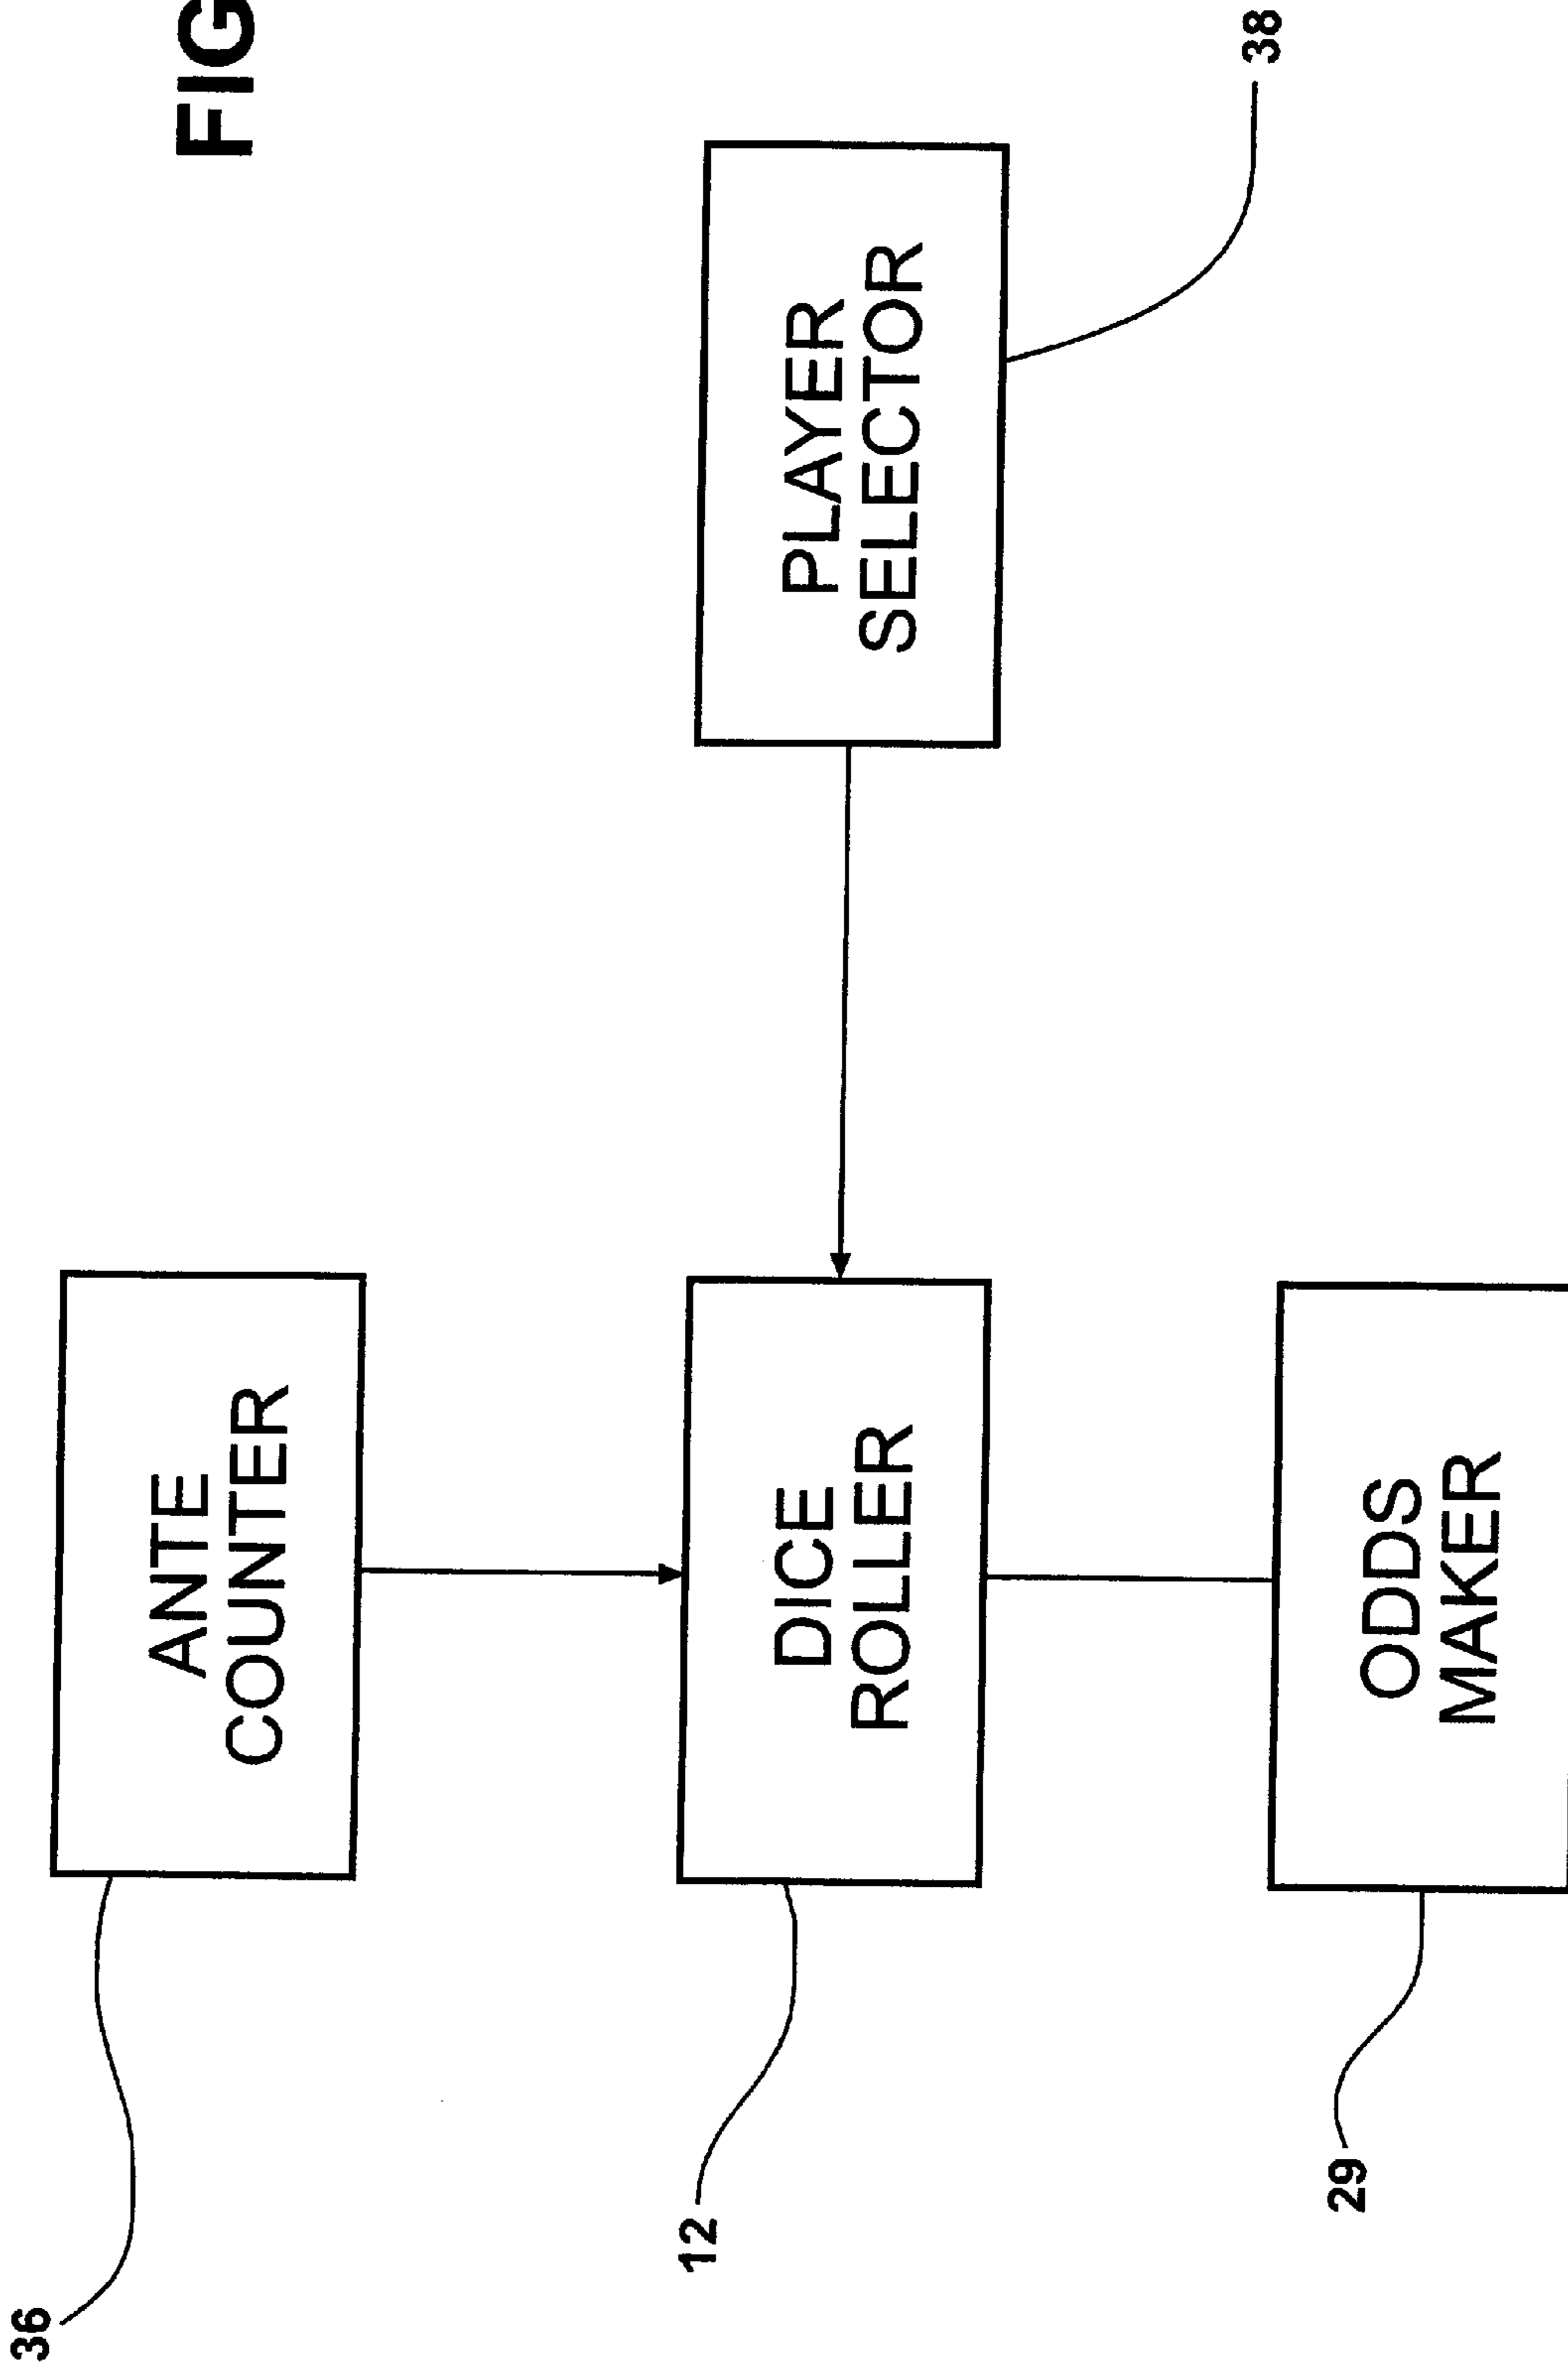 FIG
36
ANTE
COUNTER
12
DICE
ROLLER
PLAYER
SELECTOR
38
29
ODDS
MAKER